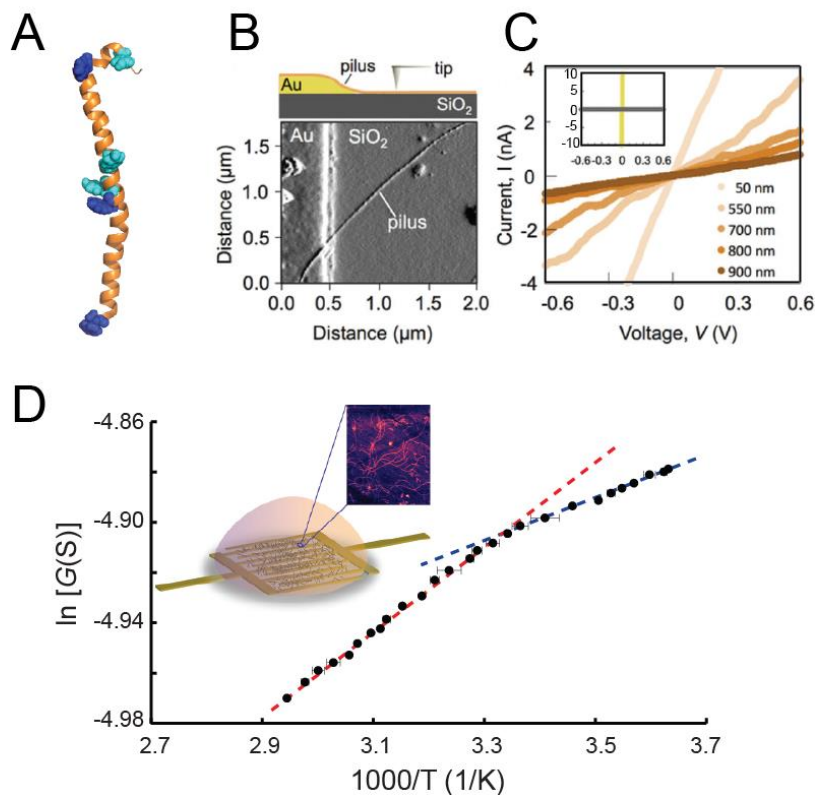 A
B
C
pilus
tip
Au
SiO2
Au
SiO2
pilus
Distance (µm)
1.5
1.0
0.5
0.0
0.0
0.5
1.0
1.5
2.0
Distance (µm)
Current, I (nA)
4
2
0
-2
-4
10
5
0
-5
-10
-0.6
-0.3
0
0.3
0.6
50 nm
550 nm
700 nm
800 nm
900 nm
-0.6
-0.3
0
0.3
0.6
Voltage, V (V)
D
ln [G(S)]
-4.86
-4.90
-4.94
-4.98
2.7
2.9
3.1
3.3
3.5
3.7
1000/T (1/K)